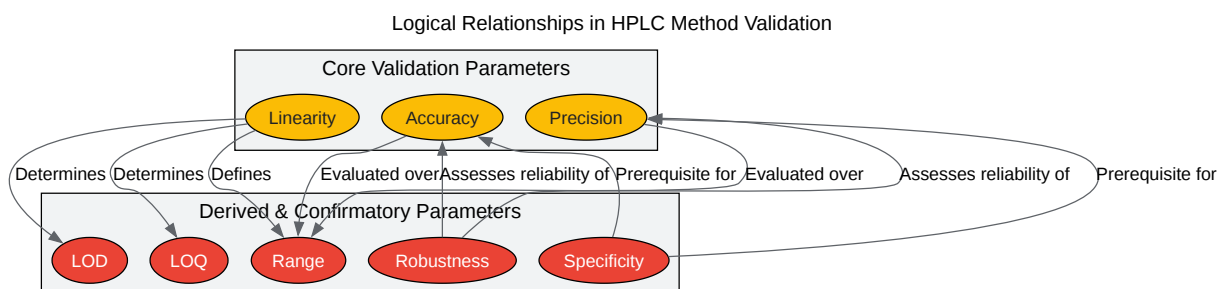 Logical Relationships in HPLC Method Validation
Core Validation Parameters
Linearity
Accuracy
Precision
Determines
Determines
Defines
Evaluated over
Assesses reliability of
Prerequisite for
Evaluated over
Assesses reliability of
Prerequisite for
Derived & Confirmatory Parameters
LOD
LOQ
Range
Robustness
Specificity